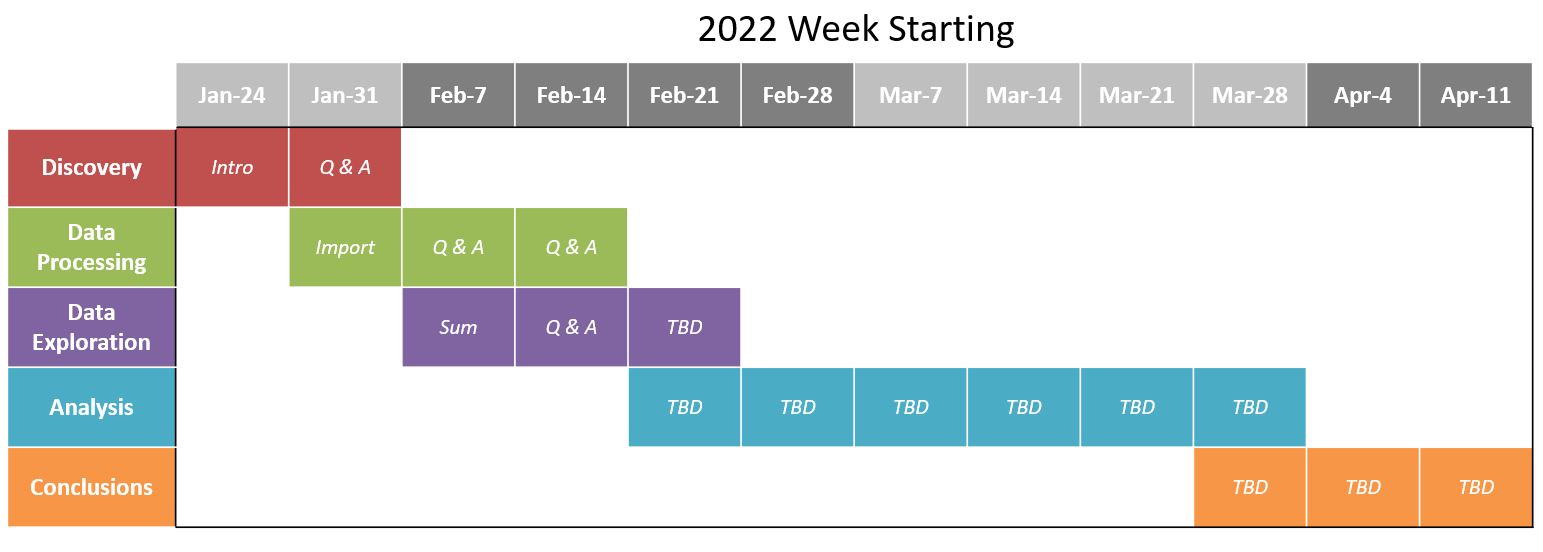 2022 Week Starting
Jan-24 Jan-31 Feb-7 Feb-14 Feb-21 Feb-28 Mar-7 Mar-14 Mar-21 Mar-28 Apr-4 Apr-11
Discovery Intro Q & A
Data
Processing Import Q & A Q & A
Data
Exploration Sum Q & A TBD
Analysis TBD TBD TBD TBD TBD TBD
Conclusions TBD TBD TBD